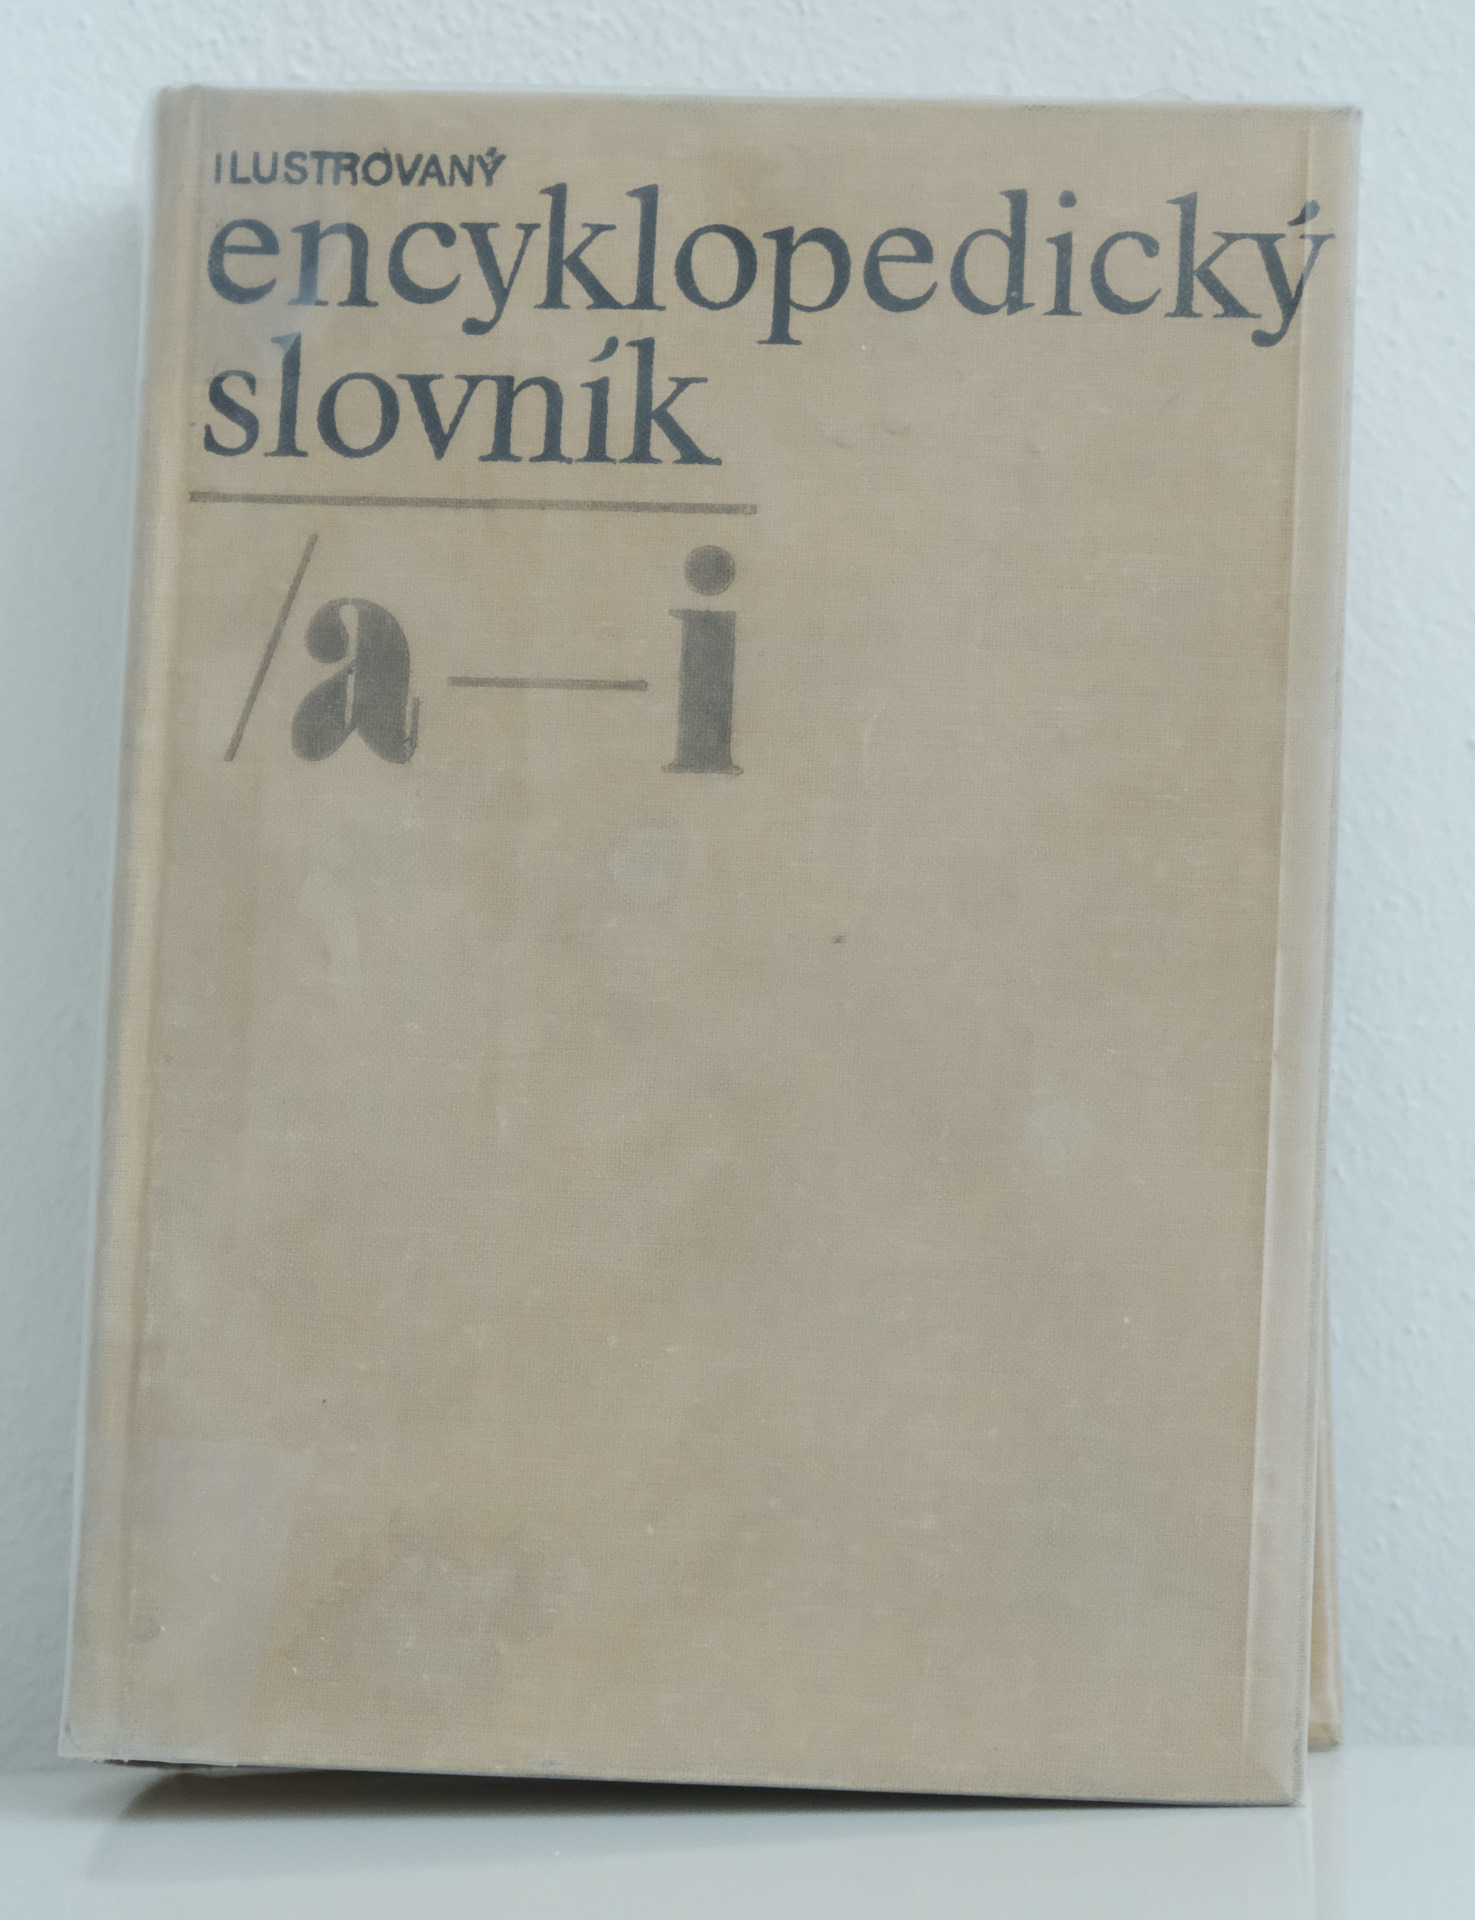 ILUSTROVANÝ
encyklopedický
slovník
/a—i